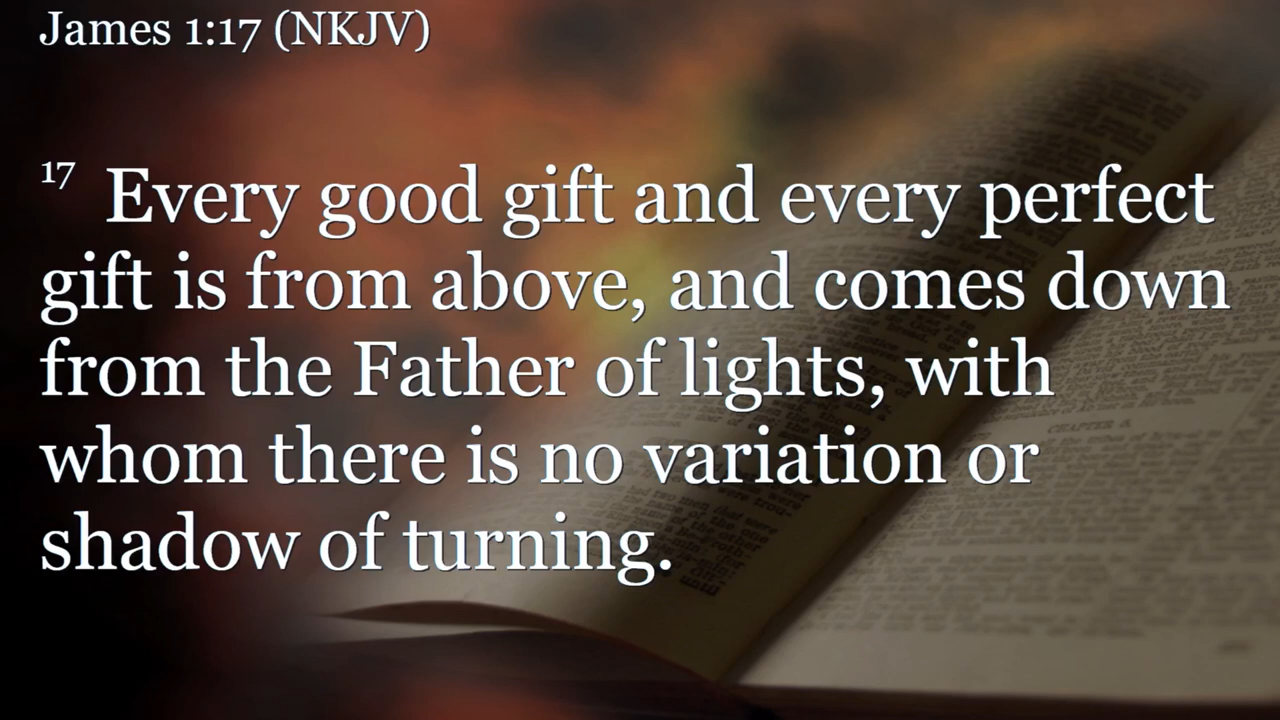 James 1:17 (NKJV)
17 Every good gift and every perfect
gift is from above, and comes down
from the Father of lights, with
whom there is no variation or
shadow of turning.